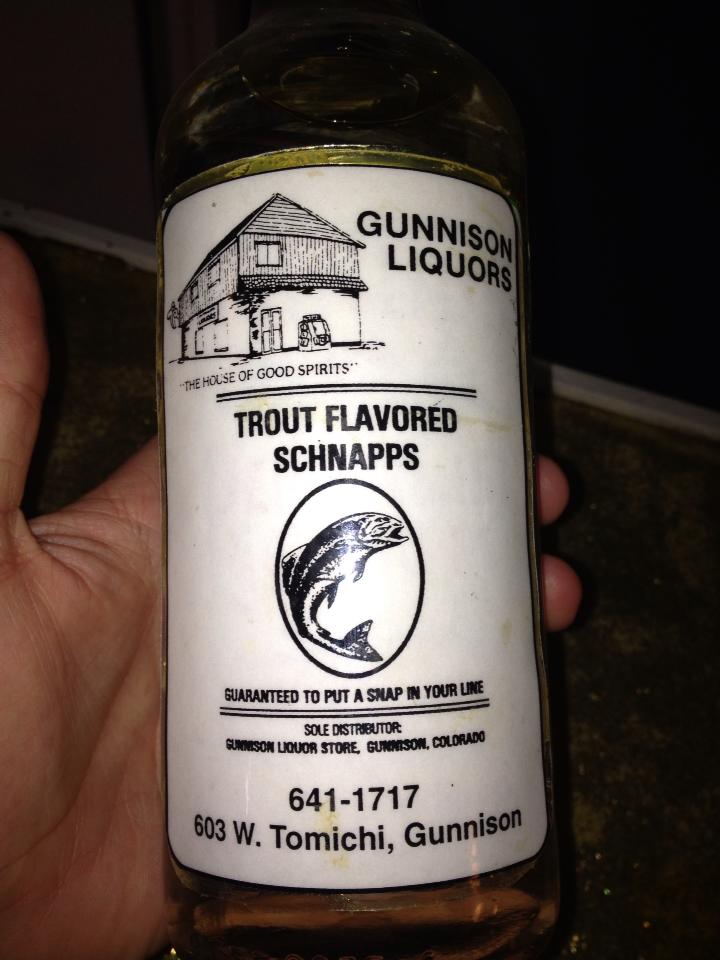 GUNNISON
LIQUORS
"THE HOUSE OF GOOD SPIRITS"
TROUT FLAVORED
SCHNAPPS
GUARANTEED TO PUT A SNAP IN YOUR LINE
SOLE DISTRIBUTOR:
GUNNISON LIQUOR STORE, GUNNISON, COLORADO
641-1717
603 W. Tomichi, Gunnison